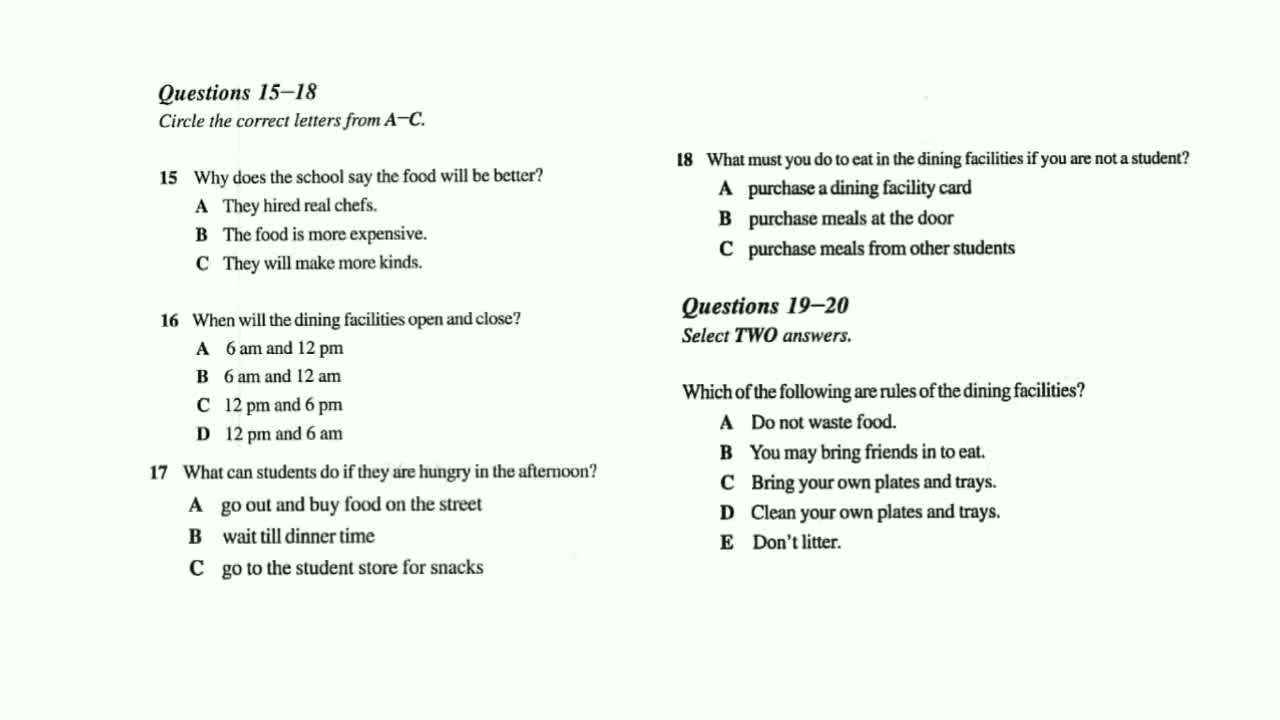 Questions 15–18
Circle the correct letters from A–C.
15 Why does the school say the food will be better?
A They hired real chefs.
B The food is more expensive.
C They will make more kinds.
16 When will the dining facilities open and close?
A 6 am and 12 pm
B 6 am and 12 am
C 12 pm and 6 pm
D 12 pm and 6 am
17 What can students do if they are hungry in the afternoon?
A go out and buy food on the street
B wait till dinner time
C go to the student store for snacks
18 What must you do to eat in the dining facilities if you are not a student?
A purchase a dining facility card
B purchase meals at the door
C purchase meals from other students
Questions 19–20
Select TWO answers.
Which of the following are rules of the dining facilities?
A Do not waste food.
B You may bring friends in to eat.
C Bring your own plates and trays.
D Clean your own plates and trays.
E Don't litter.